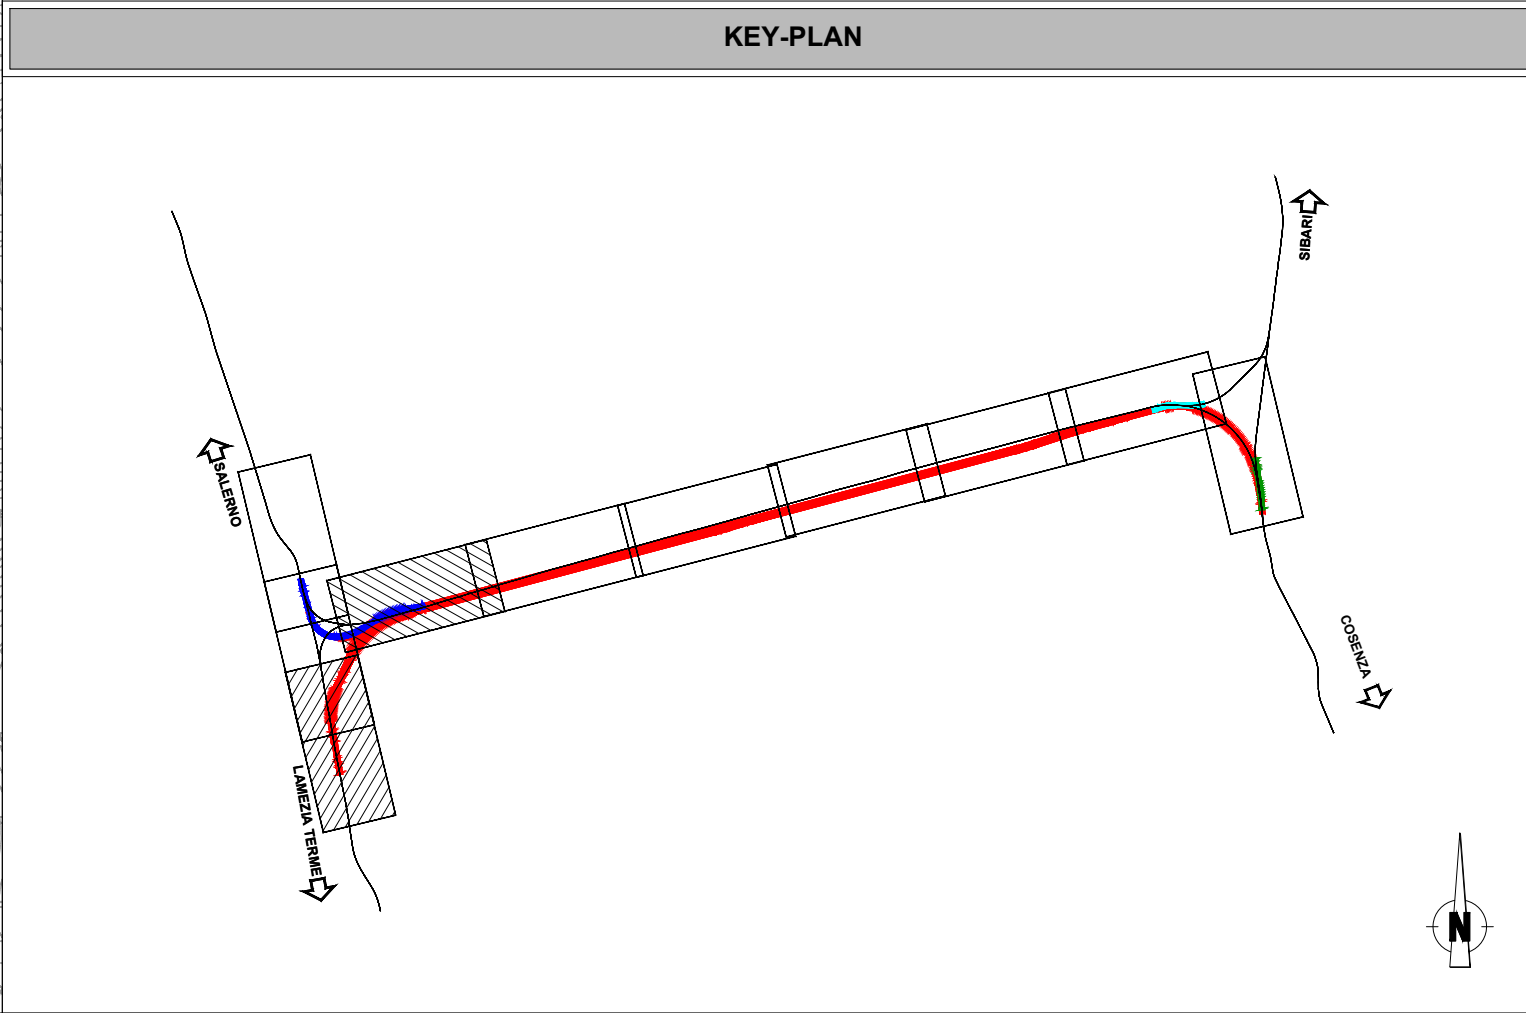 KEY-PLAN
SIBARI
SALERNO
COSENZA
LAMEZIA TERME
N